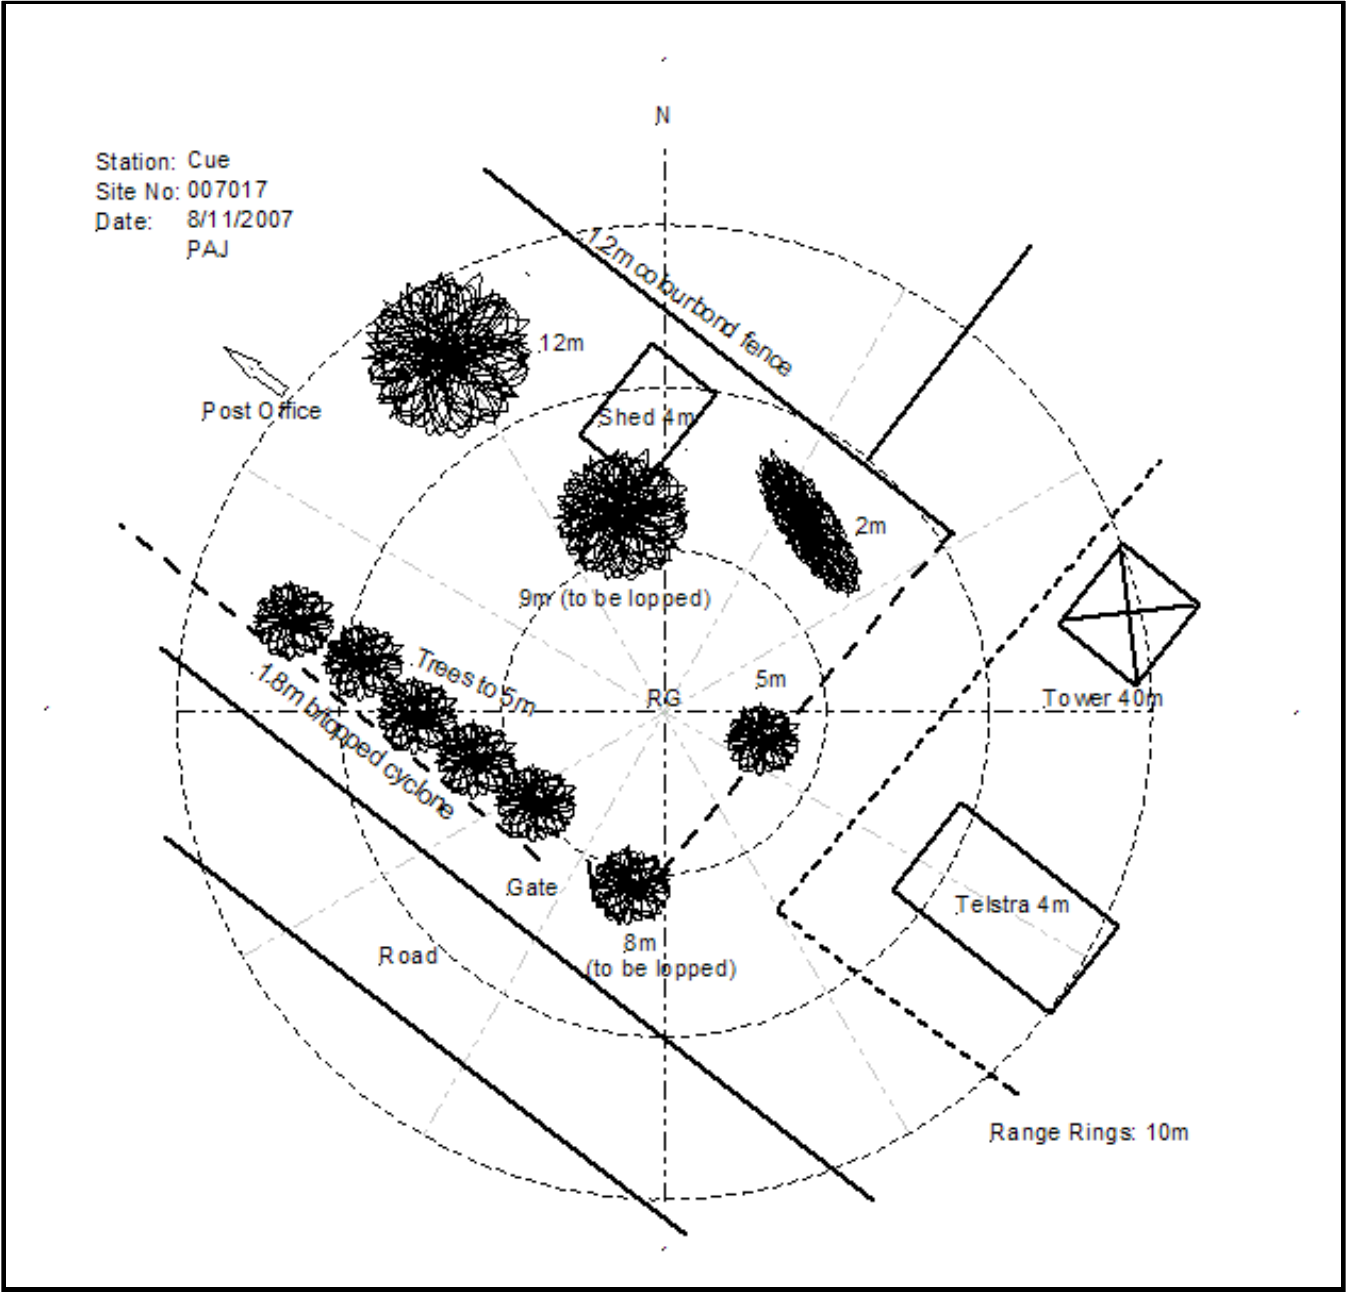 N
Station: Cue
Site No: 007017
Date: 8/11/2007
PAJ
1.2m colourbond fence
12m
Post Office
Shed 4m
2m
9m (to be lopped)
Trees to 5m
1.8m b/topped cyclone
RG
5m
Tower 40m
Gate
Telstra 4m
8m
(to be lopped)
Road
Range Rings: 10m